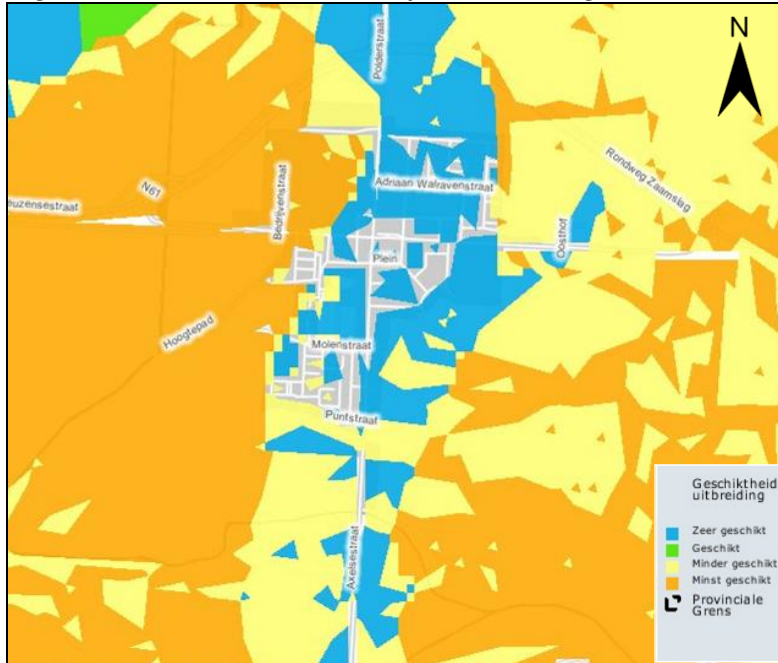 N
Polderstraat
Adriaan Walravenstraat
Rondweg Zaamslag
N61
Bedrijvenstraat
euzensestraat
Oosthof
Plein
Hoogtepad
Molenstraat
Puntstraat
Axelsestraat
Geschiktheid
uitbreiding
Zeer geschikt
Geschikt
Minder geschikt
Minst geschikt
Provinciale
Grens